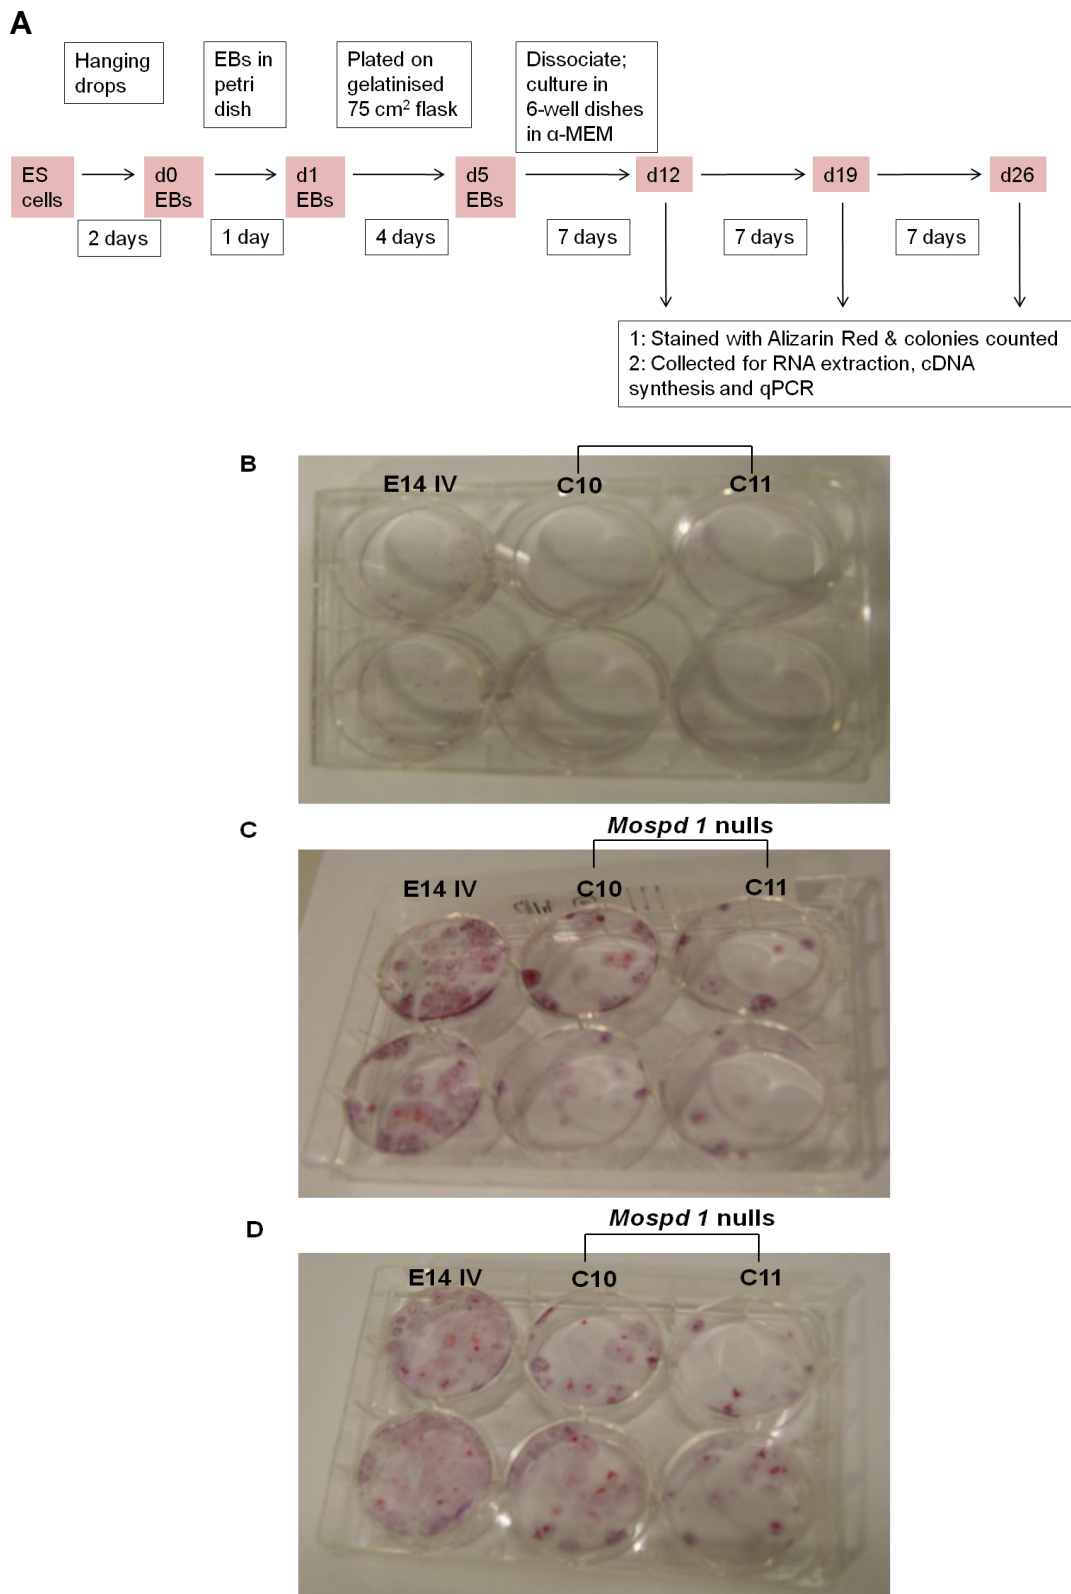 A
Hanging
drops
EBs in
petri
dish
Plated on
gelatinised
75 cm² flask
Dissociate;
culture in
6-well dishes
in α-MEM
ES
cells
d0
EBs
d1
EBs
d5
EBs
d12
d19
d26
2 days
1 day
4 days
7 days
7 days
7 days
1: Stained with Alizarin Red & colonies counted
2: Collected for RNA extraction, cDNA
synthesis and qPCR
B
E14 IV
C10
C11
C
Mospd 1 nulls
E14 IV
C10
C11
D
Mospd 1 nulls
E14 IV
C10
C11